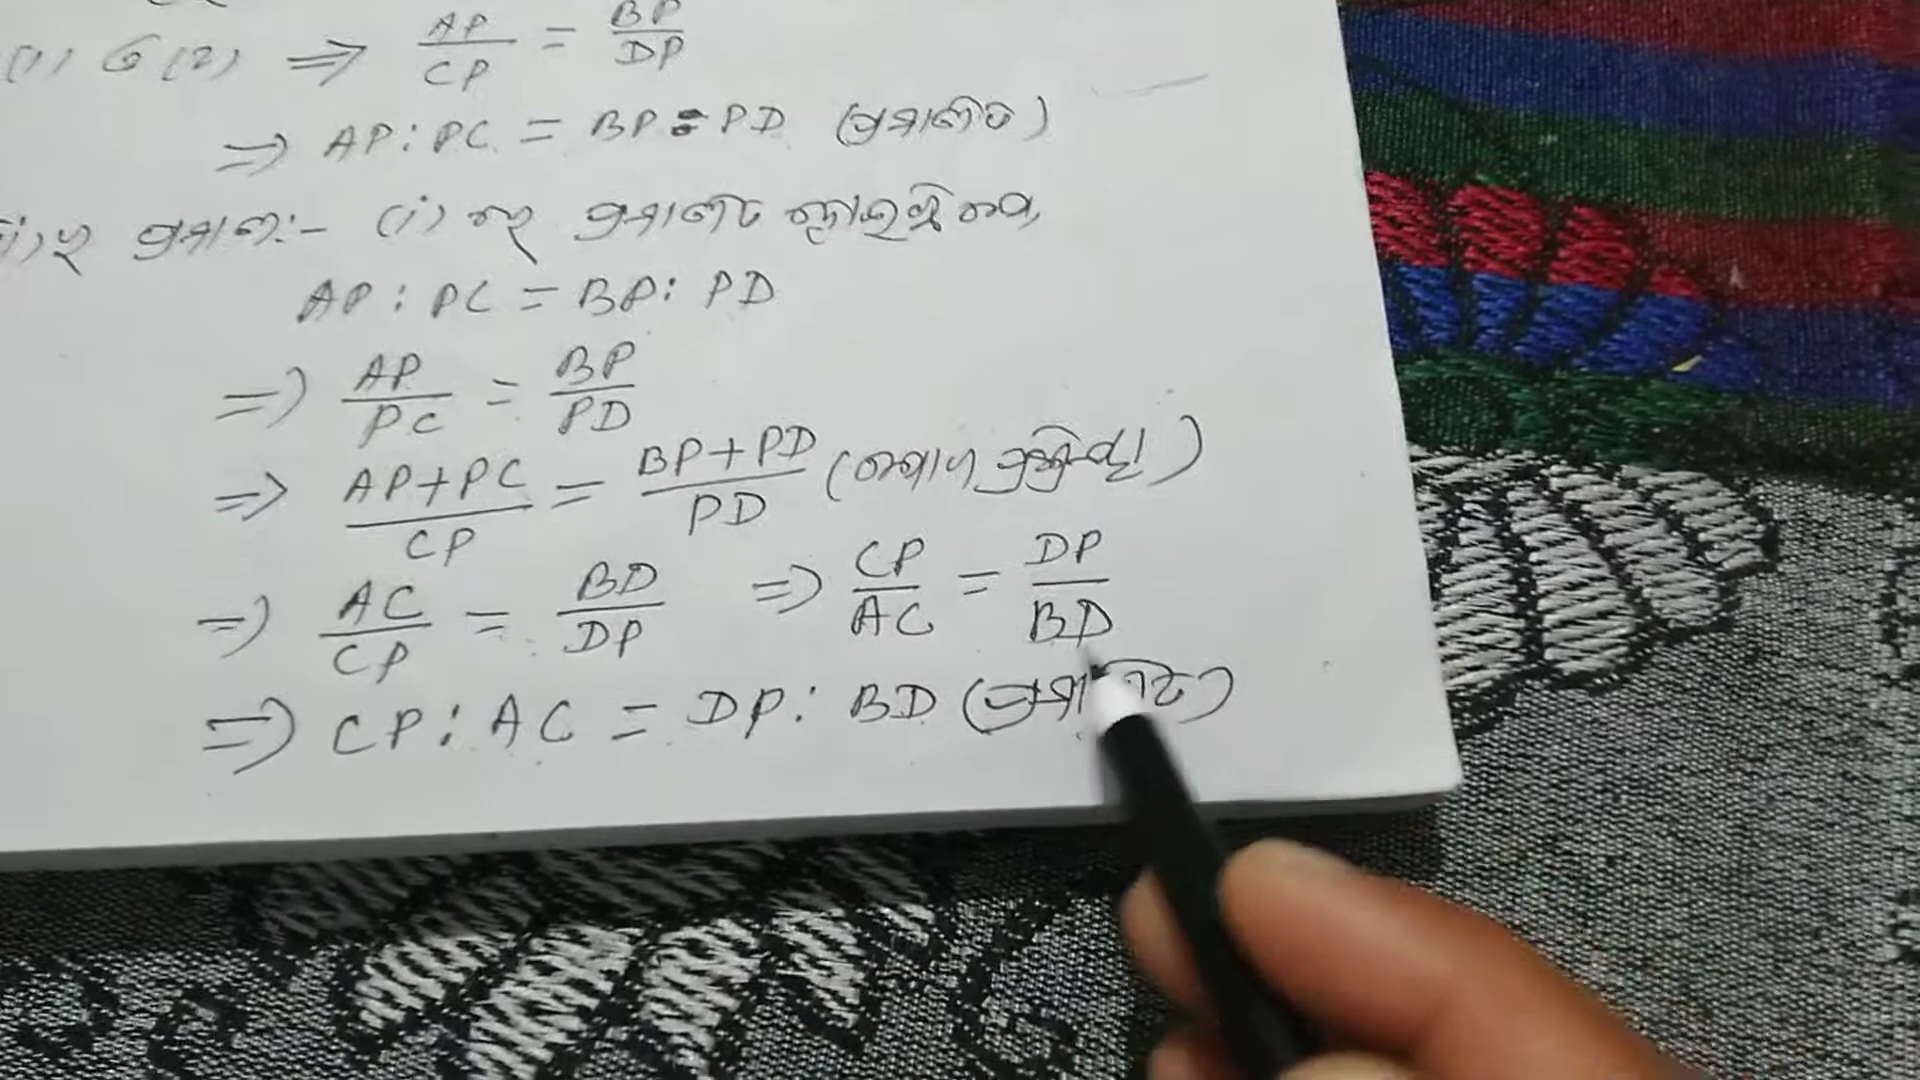 (1) ଓ (2) ⇒ AP/CP = BP/DP
⇒ AP : PC = BP : PD (ପ୍ରମାଣିତ)
ପ୍ରମାଣ:- (i) ରେ ପ୍ରମାଣିତ ହୋଇଛି ଯେ,
AP : PC = BP : PD
⇒ AP/PC = BP/PD
⇒ (AP+PC)/CP = (BP+PD)/PD (ଯୋଗ ପ୍ରକ୍ରିୟା)
⇒ AC/CP = BD/DP ⇒ CP/AC = DP/BD
⇒ CP : AC = DP : BD (ପ୍ରମାଣିତ)